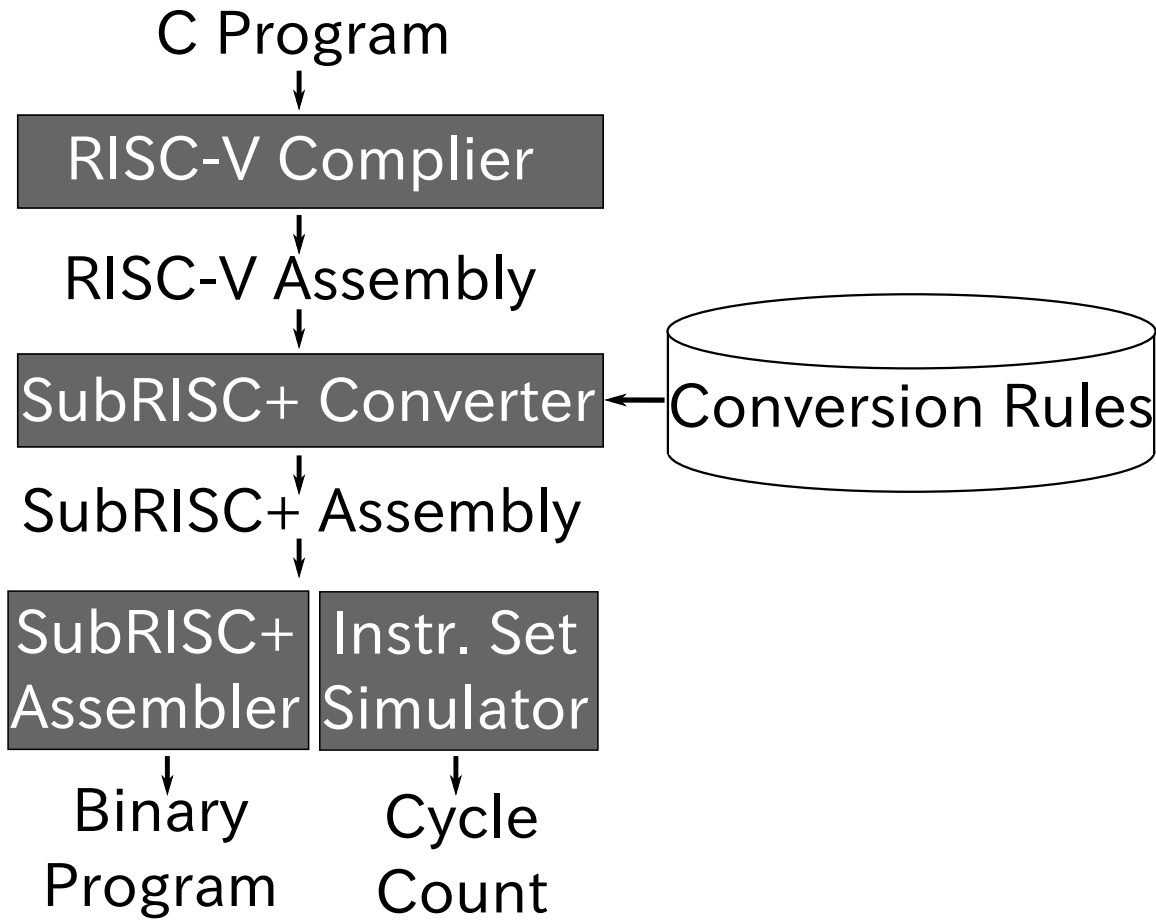 C Program
RISC-V Complier
RISC-V Assembly
SubRISC+ Converter
Conversion Rules
SubRISC+ Assembly
SubRISC+
Assembler
Instr. Set
Simulator
Binary
Program
Cycle
Count